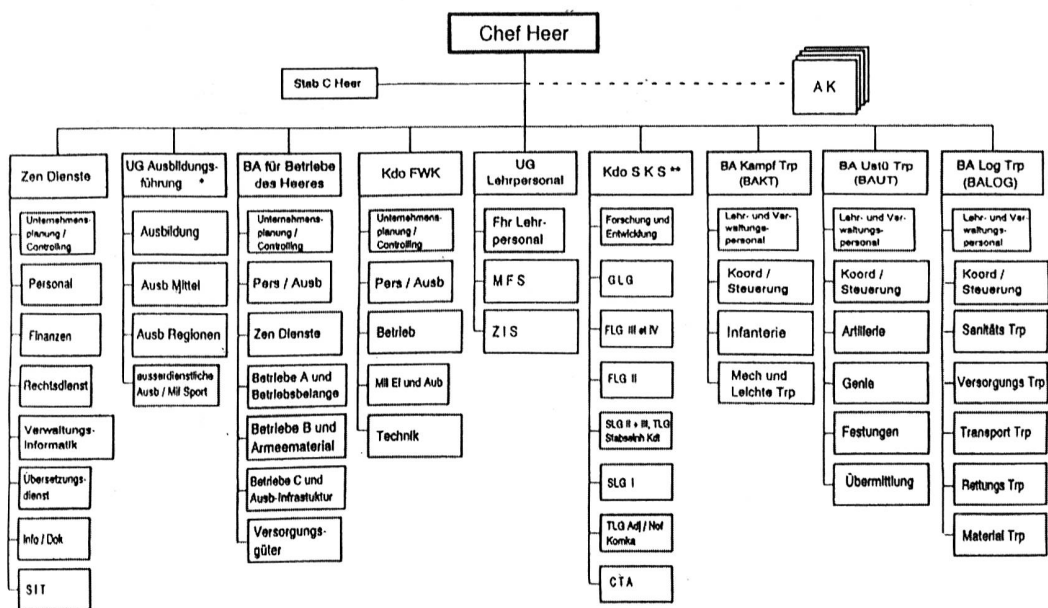 Chef Heer
Stab C Heer
A K
Zen Dienste
Unternehmens-
planung /
Controlling
Personal
Finanzen
Rechtsdienst
Verwaltungs-
Informatik
Übersetzungs-
dienst
Info / Dok
S I T
UG Ausbildungs-
führung *
Ausbildung
Ausb Mittel
Ausb Regionen
ausserdienstliche
Ausb / Mil Sport
BA für Betriebe
des Heeres
Unternehmens-
planung /
Controlling
Pers / Ausb
Zen Dienste
Betriebe A und
Betriebsbelange
Betriebe B und
Armeematerial
Betriebe C und
Ausb-Infrastuktur
Versorgungs-
güter
Kdo FWK
Unternehmens-
planung /
Controlling
Pers / Ausb
Betrieb
Mil El und Aub
Technik
UG
Lehrpersonal
Fhr Lehr-
personal
M F S
Z I S
Kdo S K S **
Forschung und
Entwicklung
G L G
FLG III et IV
FLG II
SLG II + III, TLG
Stabseinh Kdt
SLG I
TLG Adj / Nof
Komka
C T A
BA Kampf Trp
(BAKT)
Lehr- und Ver-
waltungs-
personal
Koord /
Steuerung
Infanterie
Mech und
Leichte Trp
BA Ustü Trp
(BAUT)
Lehr- und Ver-
waltungs-
personal
Koord /
Steuerung
Artillerie
Genie
Festungen
Übermittlung
BA Log Trp
(BALOG)
Lehr- und Ver-
waltungs-
personal
Koord /
Steuerung
Sanitäts Trp
Versorgungs Trp
Transport Trp
Rettungs Trp
Material Trp